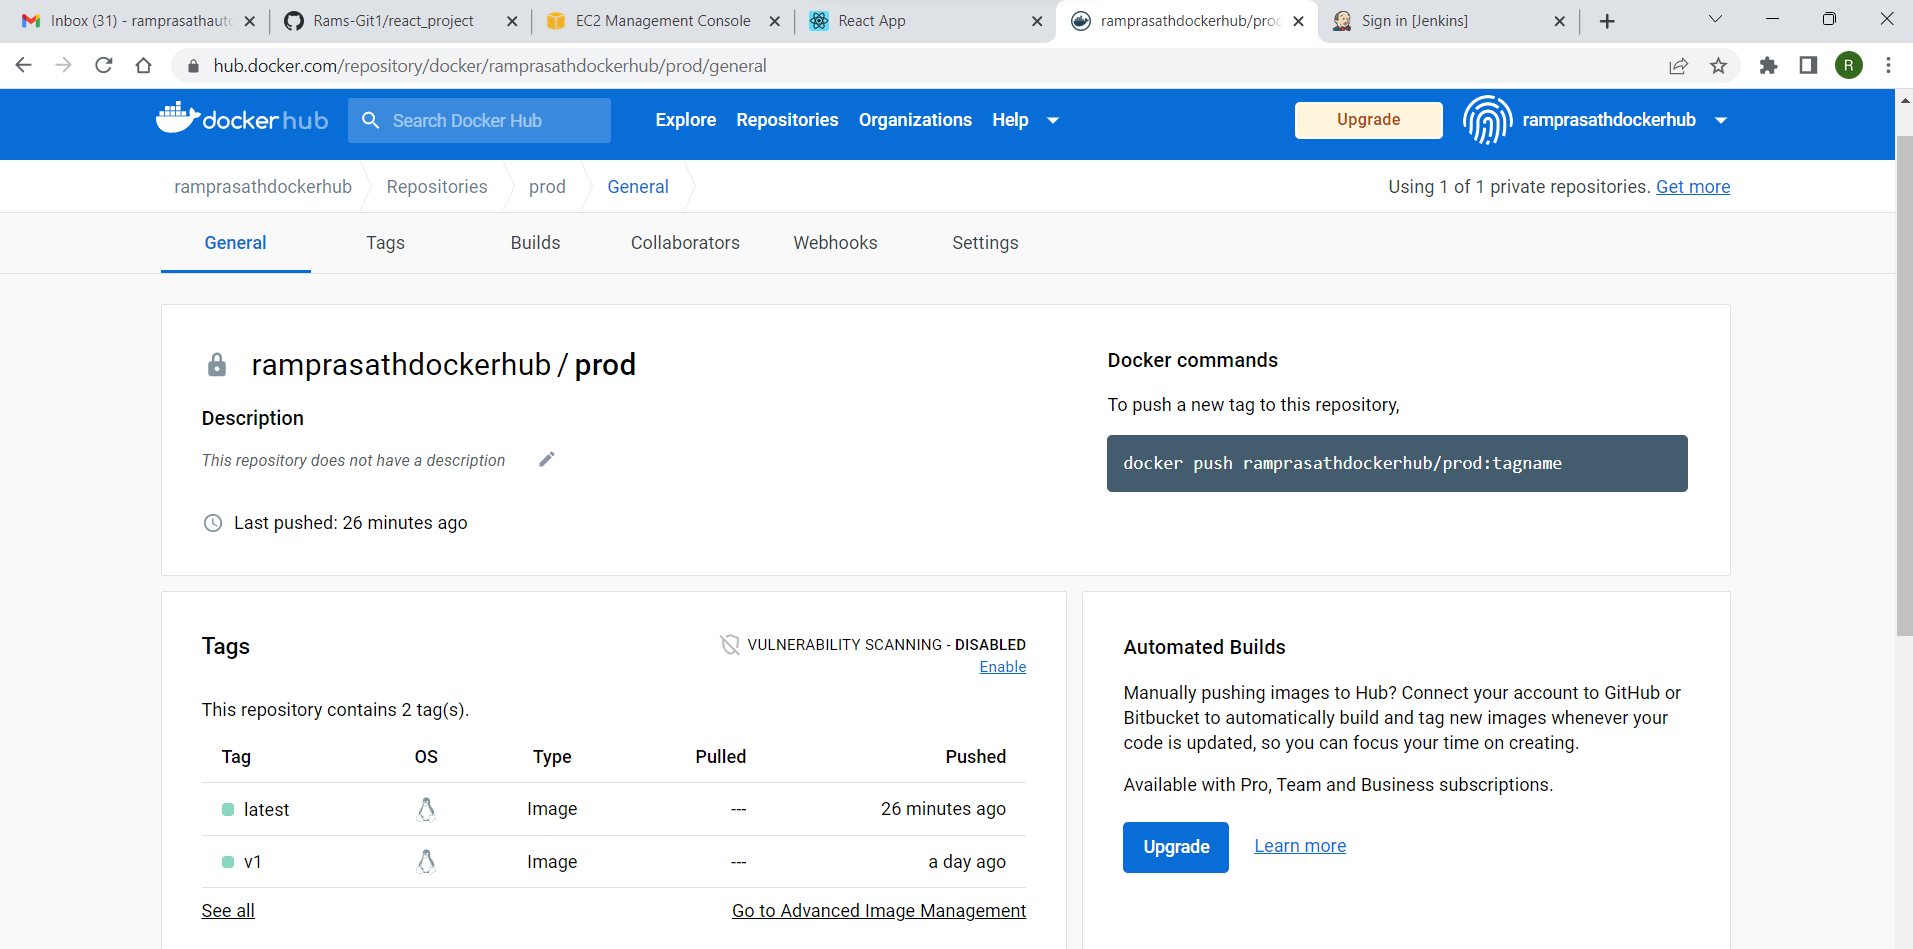 Inbox (31) - ramprasathauto
Rams-Git1/react_project
EC2 Management Console
React App
ramprasathdockerhub/prod
Sign in [Jenkins]
hub.docker.com/repository/docker/ramprasathdockerhub/prod/general
R
docker hub
Search Docker Hub
Explore
Repositories
Organizations
Help
Upgrade
ramprasathdockerhub
ramprasathdockerhub
Repositories
prod
General
Using 1 of 1 private repositories. Get more
General
Tags
Builds
Collaborators
Webhooks
Settings
ramprasathdockerhub / prod
Description
This repository does not have a description
Last pushed: 26 minutes ago
Docker commands
To push a new tag to this repository,
docker push ramprasathdockerhub/prod:tagname
Tags
VULNERABILITY SCANNING - DISABLED
Enable
This repository contains 2 tag(s).
Tag OS Type Pulled Pushed
latest Image --- 26 minutes ago
v1 Image --- a day ago
See all
Go to Advanced Image Management
Automated Builds
Manually pushing images to Hub? Connect your account to GitHub or
Bitbucket to automatically build and tag new images whenever your
code is updated, so you can focus your time on creating.
Available with Pro, Team and Business subscriptions.
Upgrade
Learn more